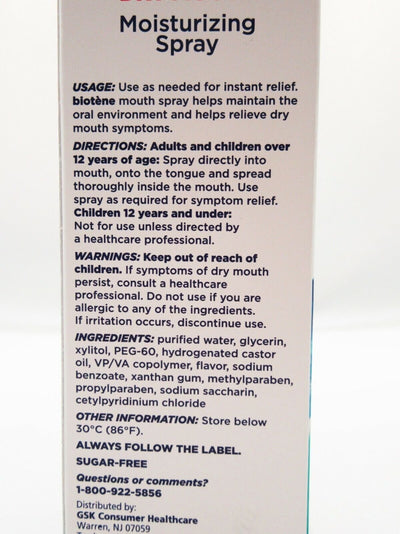 Moisturizing
Spray
USAGE: Use as needed for instant relief.
biotène mouth spray helps maintain the
oral environment and helps relieve dry
mouth symptoms.
DIRECTIONS: Adults and children over
12 years of age: Spray directly into
mouth, onto the tongue and spread
thoroughly inside the mouth. Use
spray as required for symptom relief.
Children 12 years and under:
Not for use unless directed by
a healthcare professional.
WARNINGS: Keep out of reach of
children. If symptoms of dry mouth
persist, consult a healthcare
professional. Do not use if you are
allergic to any of the ingredients.
If irritation occurs, discontinue use.
INGREDIENTS: purified water, glycerin,
xylitol, PEG-60, hydrogenated castor
oil, VP/VA copolymer, flavor, sodium
benzoate, xanthan gum, methylparaben,
propylparaben, sodium saccharin,
cetylpyridinium chloride
OTHER INFORMATION: Store below
30°C (86°F).
ALWAYS FOLLOW THE LABEL.
SUGAR-FREE
Questions or comments?
1-800-922-5856
Distributed by:
GSK Consumer Healthcare
Warren, NJ 07059